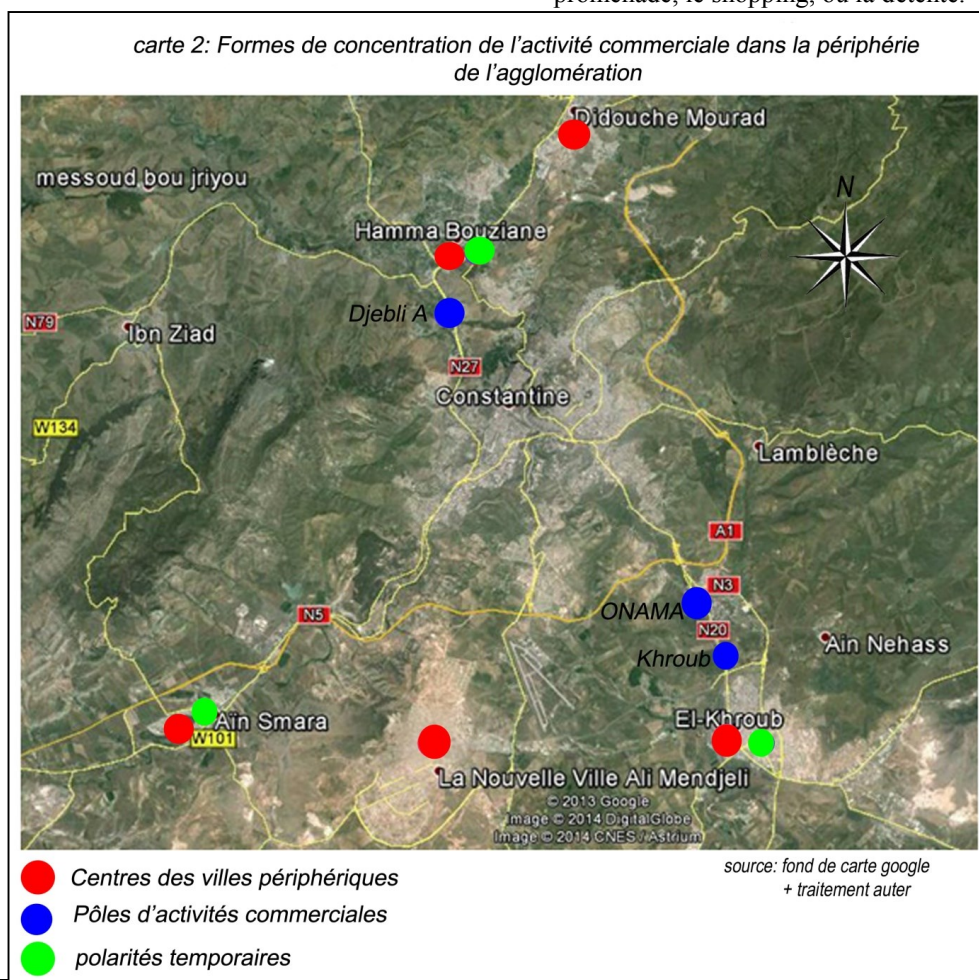 promenade, le shopping, ou la détente.
carte 2: Formes de concentration de l'activité commerciale dans la périphérie
de l'agglomération
Didouche Mourad
messoud bou jriyou
N
Hamma Bouziane
Djebli A
N79
Ibn Ziad
N27
Constantine
W134
Lamblèche
A1
N3
N5
ONAMA
N20
Ain Nehass
Khroub
El-Khroub
Aïn Smara
W101
La Nouvelle Ville Ali Mendjeli
© 2013 Google
Image © 2014 DigitalGlobe
Image © 2014 CNES / Astrium
Centres des villes périphériques
Pôles d'activités commerciales
polarités temporaires
source: fond de carte google
+ traitement auter